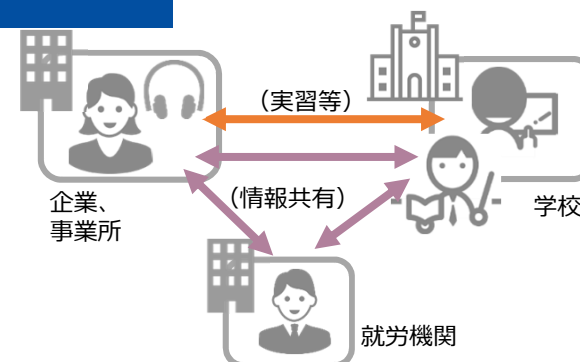 （実習等）
（情報共有）
企業、
事業所
学校
就労機関